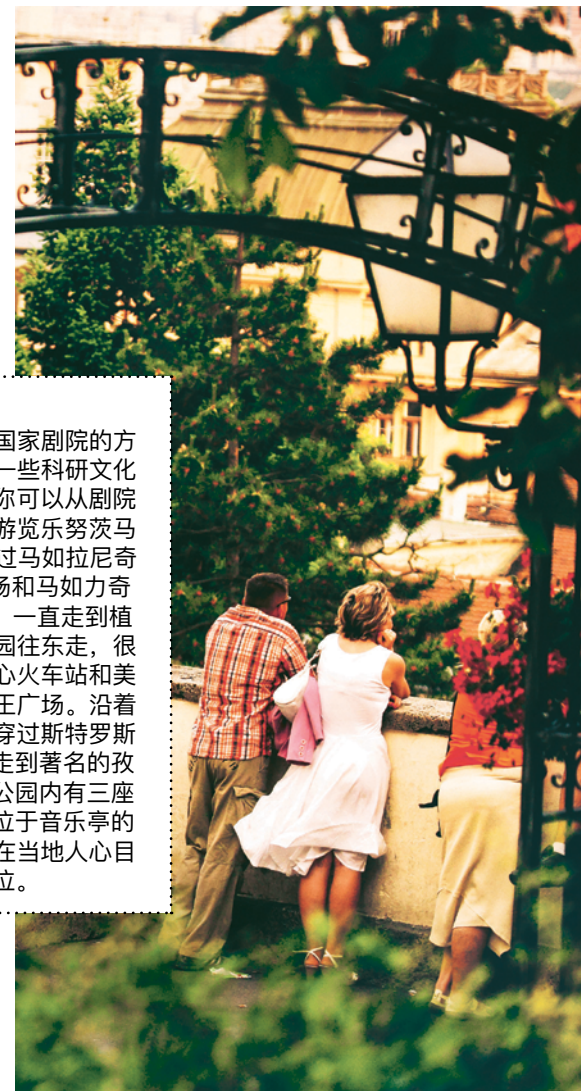 国家剧院的方
一些科研文化
你可以从剧院
游览乐努茨马
过马如拉尼奇
场和马如力奇
，一直走到植
园往东走，很
心火车站和美
王广场。沿着
穿过斯特罗斯
走到著名的孜
公园内有三座
位于音乐亭的
在当地人心目
位。